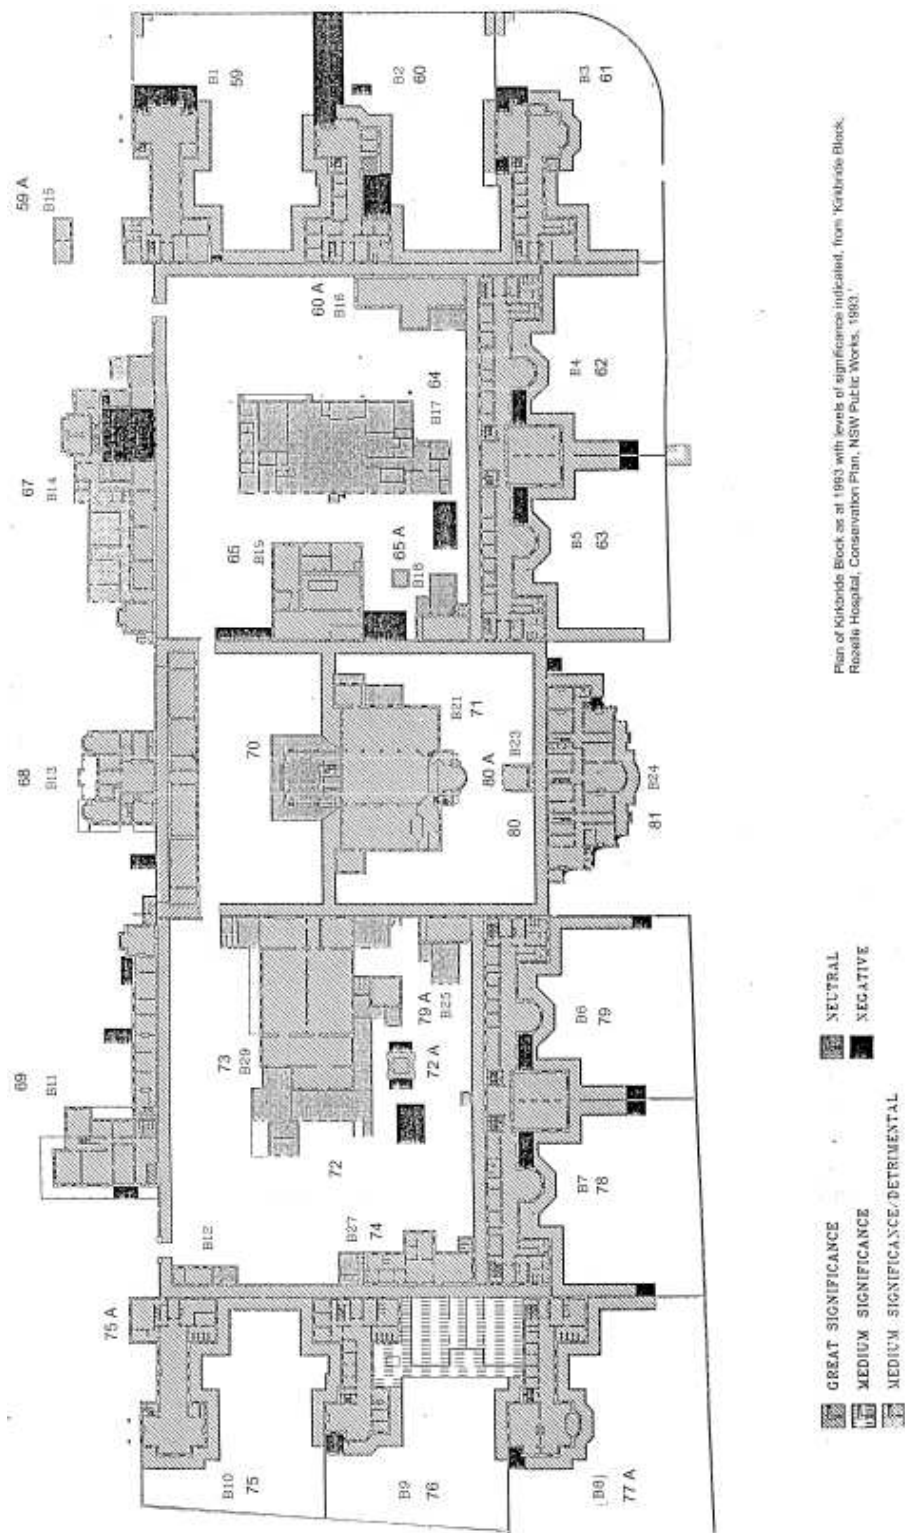 69
B11
68
B13
67
B14
59 A
B15
75 A
B12
B10
75
B1
59
73
B29
70
65
B19
60 A
B16
72
B27
74
72 A
79 A
B25
B21
71
65 A
B18
64
B17
B9
76
B2
60
80
80 A
B23
B8
77 A
B7
78
B6
79
81
B24
B5
63
B4
62
B3
61
GREAT SIGNIFICANCE
MEDIUM SIGNIFICANCE
MEDIUM SIGNIFICANCE/DETRIMENTAL
NEUTRAL
NEGATIVE
Plan of Kirkbride Block as at 1993 with levels of significance indicated, from 'Kirkbride Block,
Rozelle Hospital, Conservation Plan, NSW Public Works, 1993.'